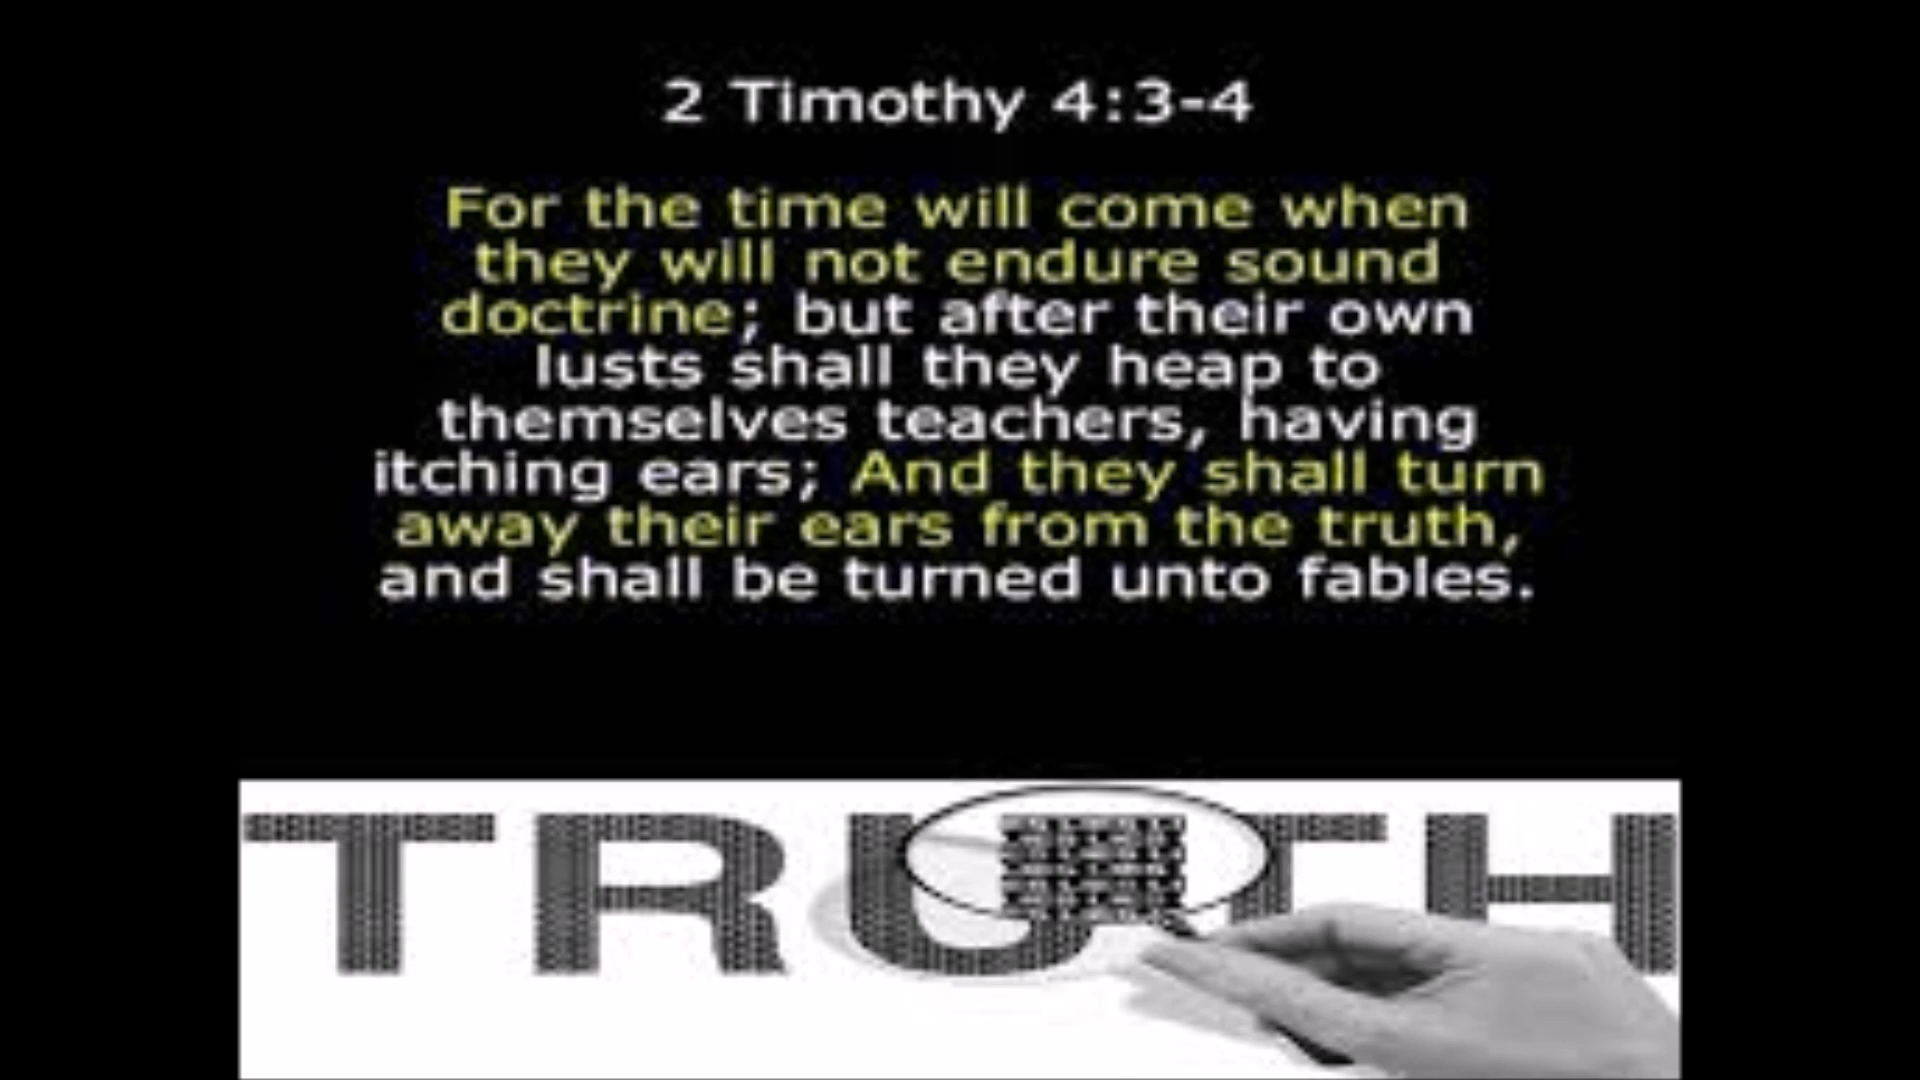 2 Timothy 4:3-4
For the time will come when
they will not endure sound
doctrine; but after their own
lusts shall they heap to
themselves teachers, having
itching ears; And they shall turn
away their ears from the truth,
and shall be turned unto fables.
TRUTH